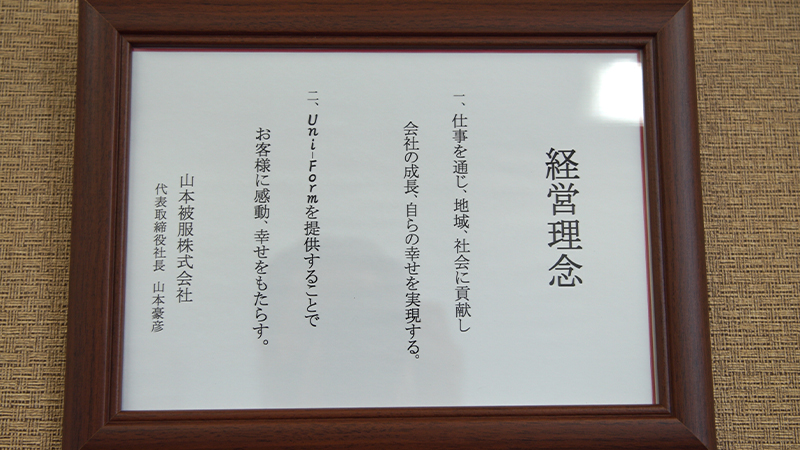 経営理念
一、仕事を通じ、地域、社会に貢献し
会社の成長、自らの幸せを実現する。
二、Uni-Formを提供することで
お客様に感動、幸せをもたらす。
山本被服株式会社
代表取締役社長 山本豪彦